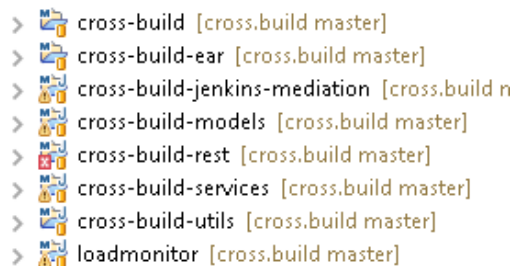 cross-build [cross.build master]
cross-build-ear [cross.build master]
cross-build-jenkins-mediation [cross.build
cross-build-models [cross.build master]
cross-build-rest [cross.build master]
cross-build-services [cross.build master]
cross-build-utils [cross.build master]
loadmonitor [cross.build master]